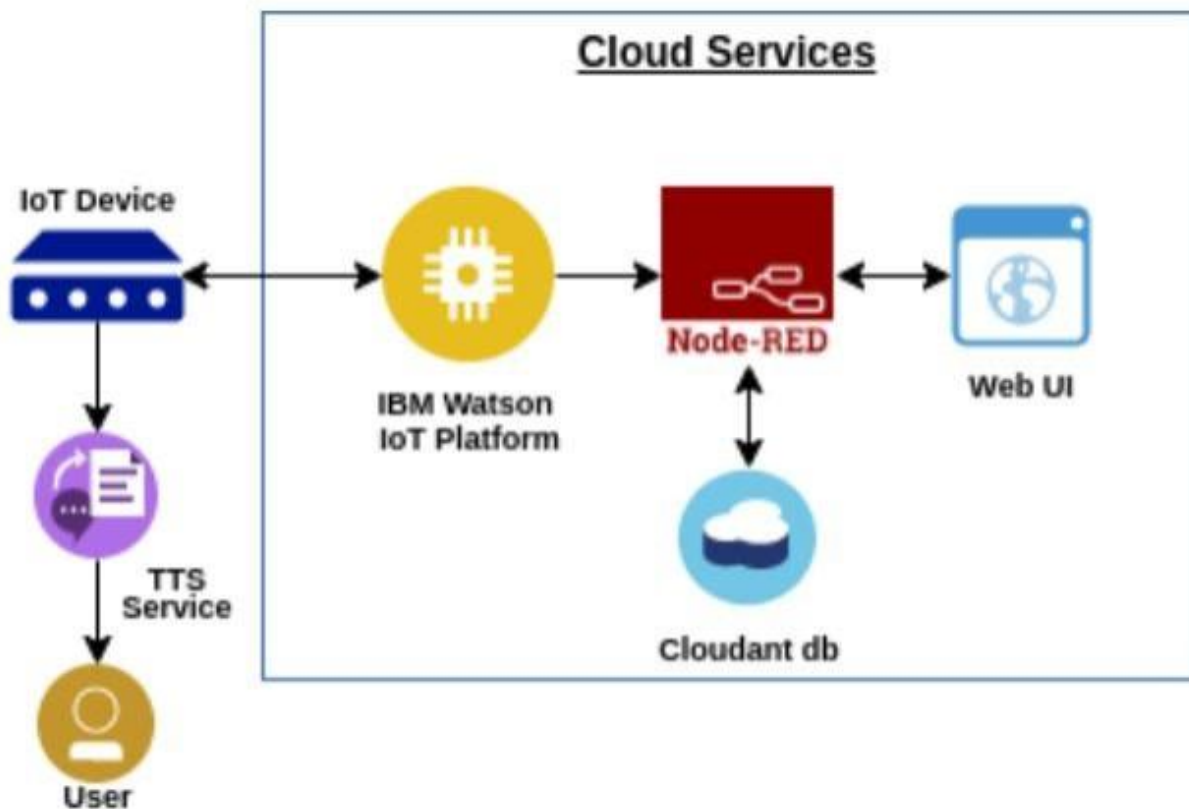 Cloud Services
IoT Device
Node-RED
Web UI
IBM Watson
IoT Platform
TTS
Service
Cloudant db
User